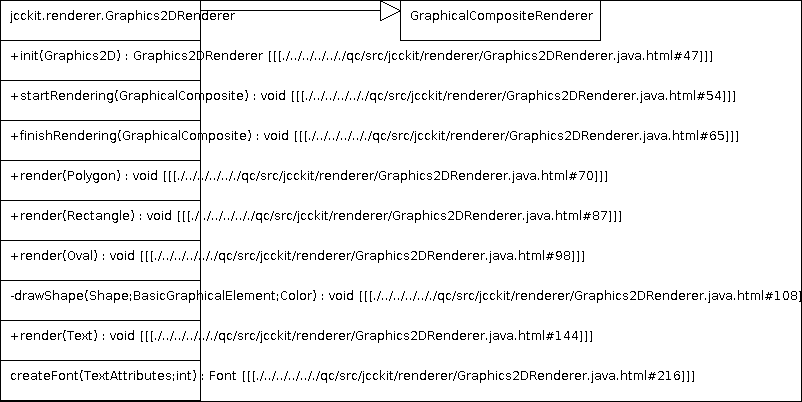 jcckit.renderer.Graphics2DRenderer
GraphicalCompositeRenderer
+init(Graphics2D) : Graphics2DRenderer [[[./../../../../qc/src/jcckit/renderer/Graphics2DRenderer.java.html#47]]]
+startRendering(GraphicalComposite) : void [[[./../../../../../qc/src/jcckit/renderer/Graphics2DRenderer.java.html#54]]]
+finishRendering(GraphicalComposite) : void [[[./../../../../../qc/src/jcckit/renderer/Graphics2DRenderer.java.html#65]]]
+render(Polygon) : void [[[./../../../../../qc/src/jcckit/renderer/Graphics2DRenderer.java.html#70]]]
+render(Rectangle) : void [[[./../../../../../qc/src/jcckit/renderer/Graphics2DRenderer.java.html#87]]]
+render(Oval) : void [[[./../../../../../qc/src/jcckit/renderer/Graphics2DRenderer.java.html#98]]]
-drawShape(Shape;BasicGraphicalElement;Color) : void [[[./../../../../../qc/src/jcckit/renderer/Graphics2DRenderer.java.html#108]
+render(Text) : void [[[./../../../../../qc/src/jcckit/renderer/Graphics2DRenderer.java.html#144]]]
createFont(TextAttributes;int) : Font [[[./../../../../../qc/src/jcckit/renderer/Graphics2DRenderer.java.html#216]]]